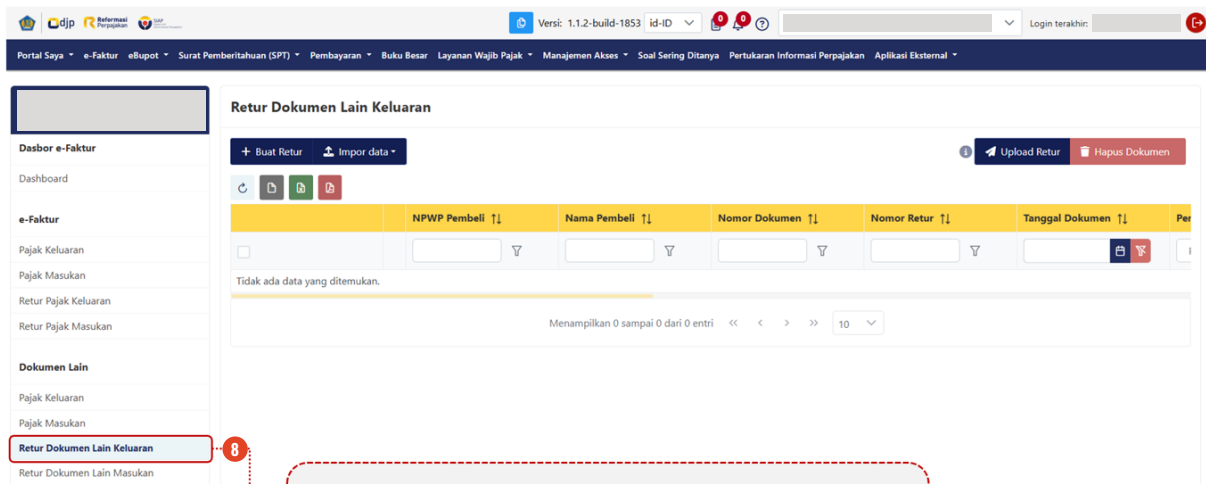 djp Reformasi Perpajakan Versi: 1.1.2-build-1853 id-ID 0 0 Login terakhir:
Portal Saya e-Faktur eBupot Surat Pemberitahuan (SPT) Pembayaran Buku Besar Layanan Wajib Pajak Manajemen Akses Soal Sering Ditanya Pertukaran Informasi Perpajakan Aplikasi Eksternal
Retur Dokumen Lain Keluaran
Dasbor e-Faktur
+ Buat Retur Impor data Upload Retur Hapus Dokumen
Dashboard
e-Faktur
NPWP Pembeli Nama Pembeli Nomor Dokumen Nomor Retur Tanggal Dokumen Per
Pajak Keluaran
Pajak Masukan
Tidak ada data yang ditemukan.
Retur Pajak Keluaran
Retur Pajak Masukan
Menampilkan 0 sampai 0 dari 0 entri << < > >> 10
Dokumen Lain
Pajak Keluaran
Pajak Masukan
Retur Dokumen Lain Keluaran 8
Retur Dokumen Lain Masukan